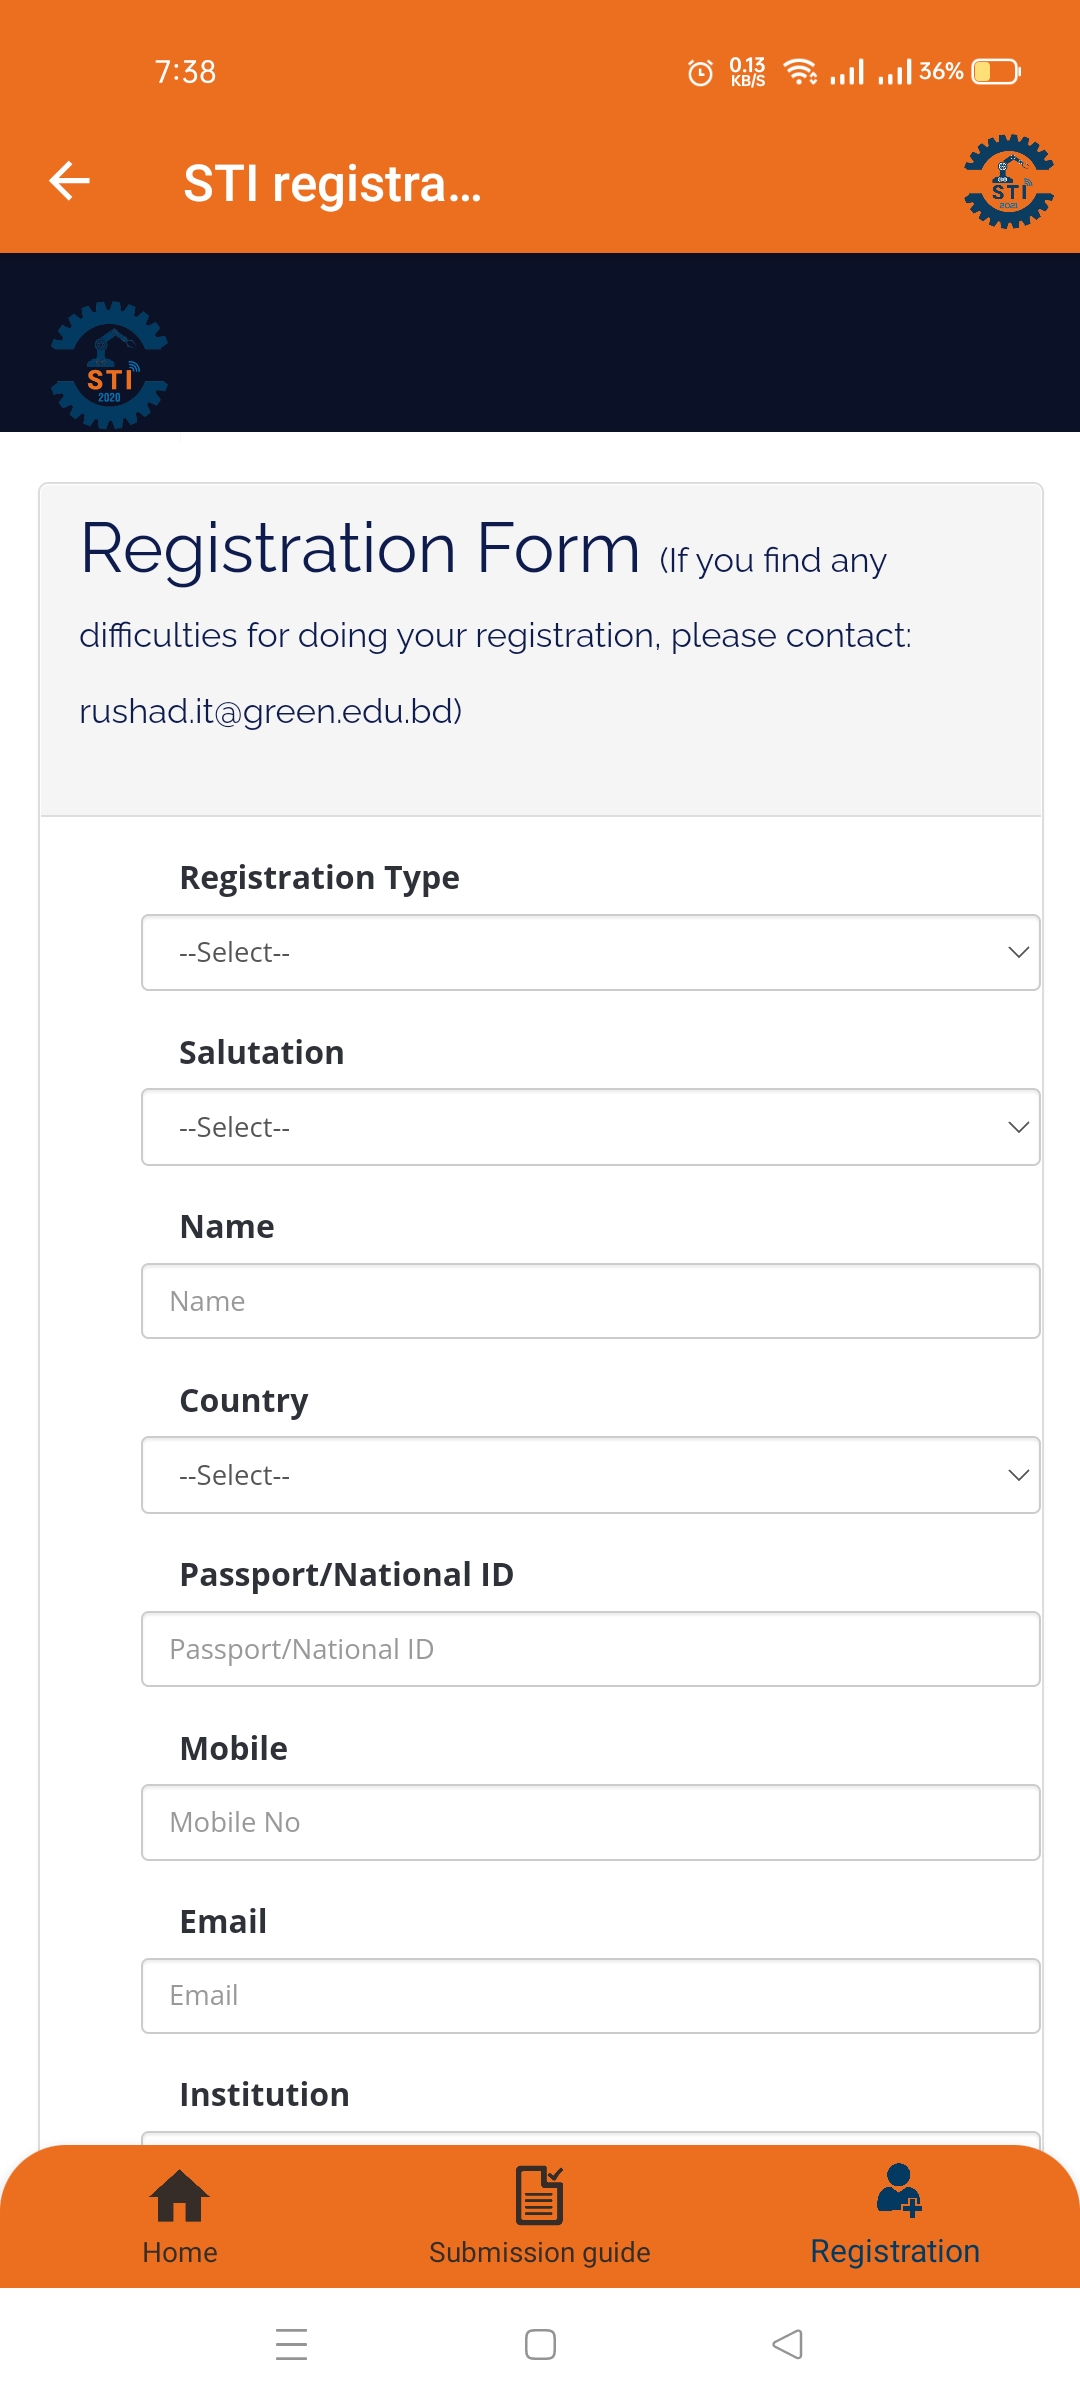 7:38
0.13 KB/S
36%
STI registra...
STI
2021
STI
2020
Registration Form (If you find any
difficulties for doing your registration, please contact:
rushad.it@green.edu.bd)
Registration Type
--Select--
Salutation
--Select--
Name
Name
Country
--Select--
Passport/National ID
Passport/National ID
Mobile
Mobile No
Email
Email
Institution
Home
Submission guide
Registration